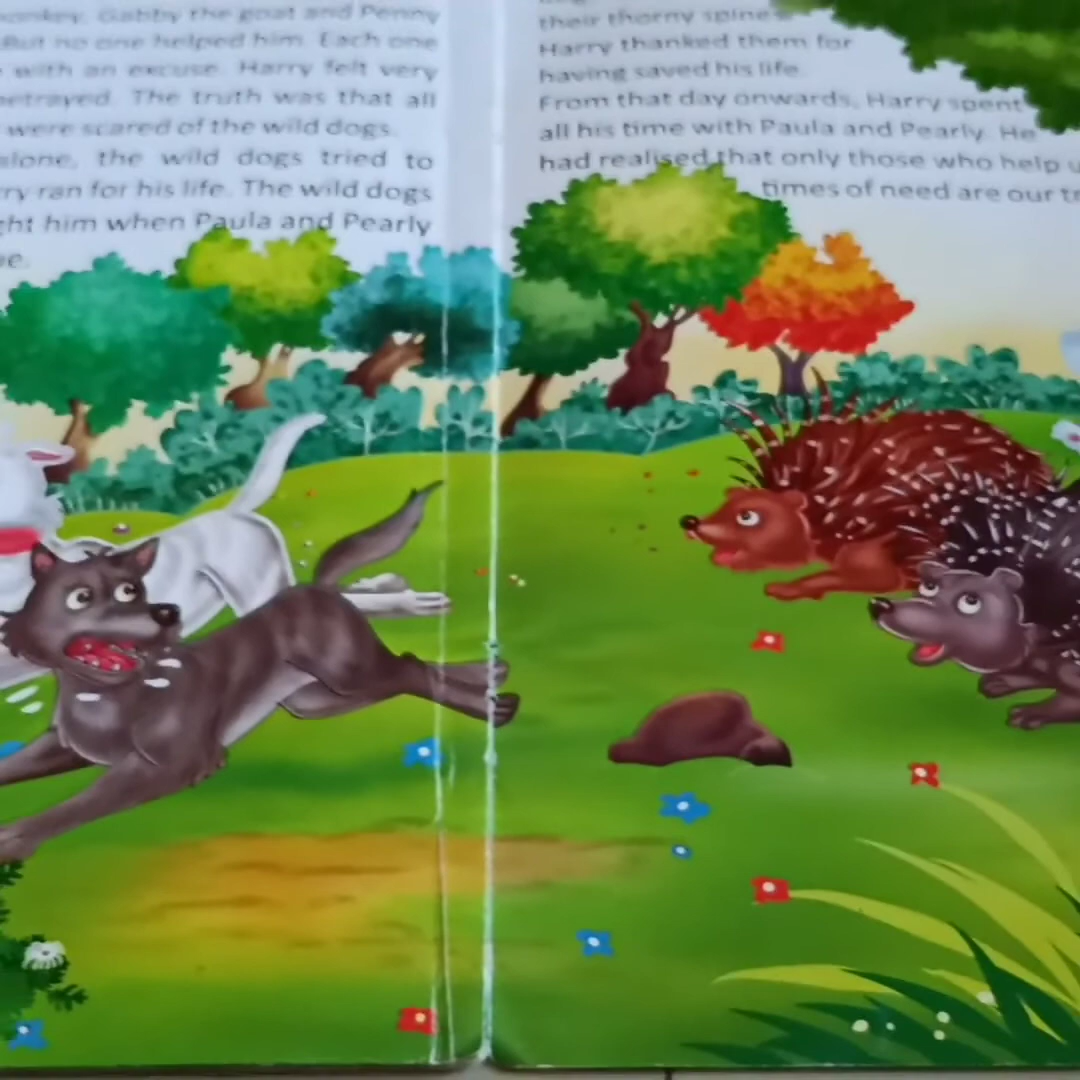 Gabby the goat and Penny
But no one helped him. Each one
with an excuse. Harry felt very
betrayed. The truth was that all
were scared of the wild dogs.
alone, the wild dogs tried to
ry ran for his life. The wild dogs
ght him when Paula and Pearly
e.
their thorny spines
Harry thanked them for
having saved his life.
From that day onwards, Harry spent
all his time with Paula and Pearly. He
had realised that only those who help u
times of need are our tr